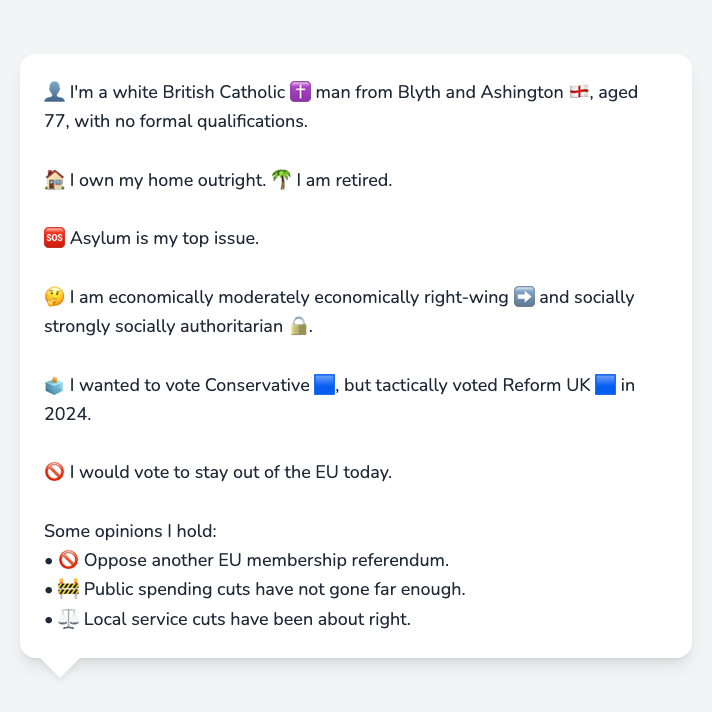 👤 I'm a white British Catholic ✝️ man from Blyth and Ashington 🏴󠁧󠁢󠁥󠁮󠁧󠁿, aged
77, with no formal qualifications.
🏠 I own my home outright. 🌴 I am retired.
🆘 Asylum is my top issue.
🤔 I am economically moderately economically right-wing ➡️ and socially
strongly socially authoritarian 🔒.
🗳️ I wanted to vote Conservative 🟦, but tactically voted Reform UK 🟦 in
2024.
🚫 I would vote to stay out of the EU today.
Some opinions I hold:
• 🚫 Oppose another EU membership referendum.
• 🚧 Public spending cuts have not gone far enough.
• ⚖️ Local service cuts have been about right.